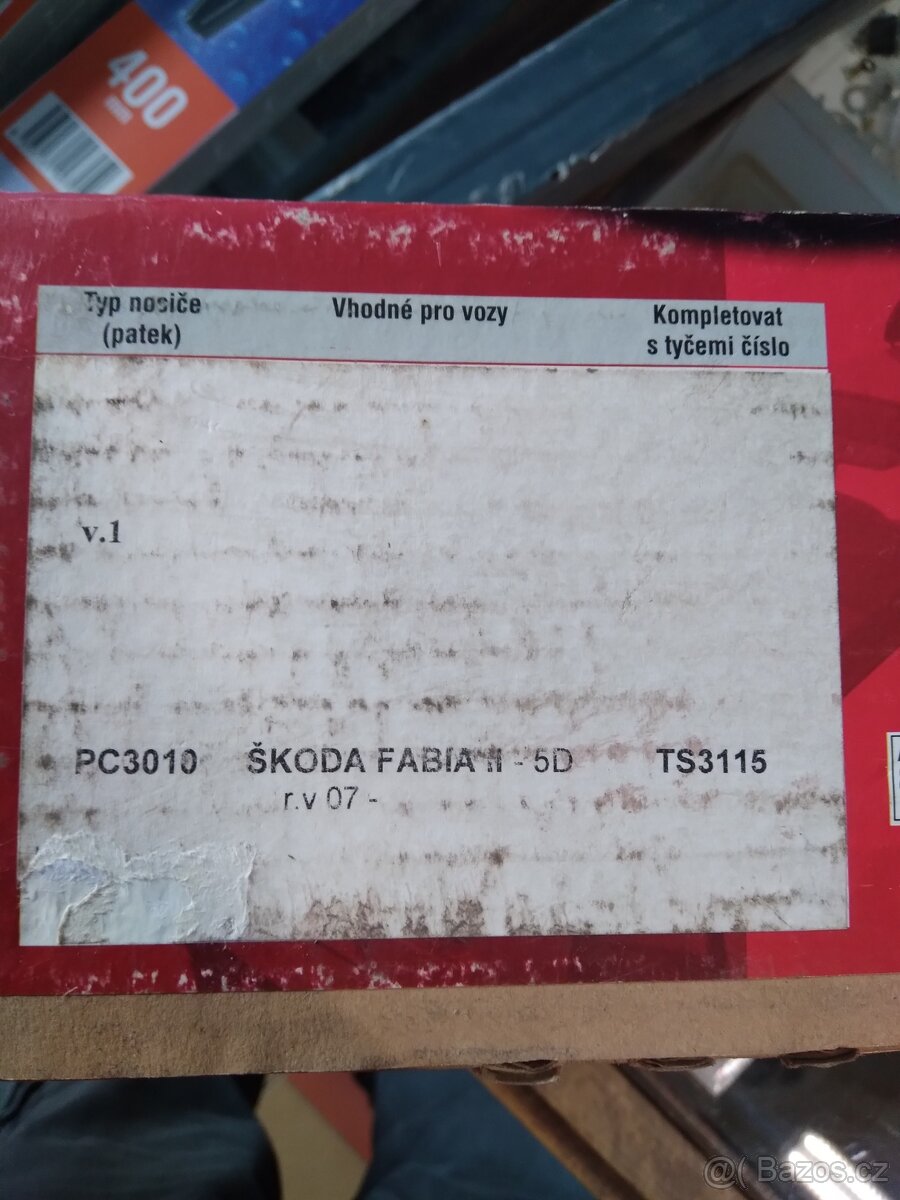 400
mm
Typ nosiče
(patek)
Vhodné pro vozy
Kompletovat
s tyčemi číslo
v.1
PC3010 ŠKODA FABIA II - 5D TS3115
r.v 07 -
@( Bazos.cz